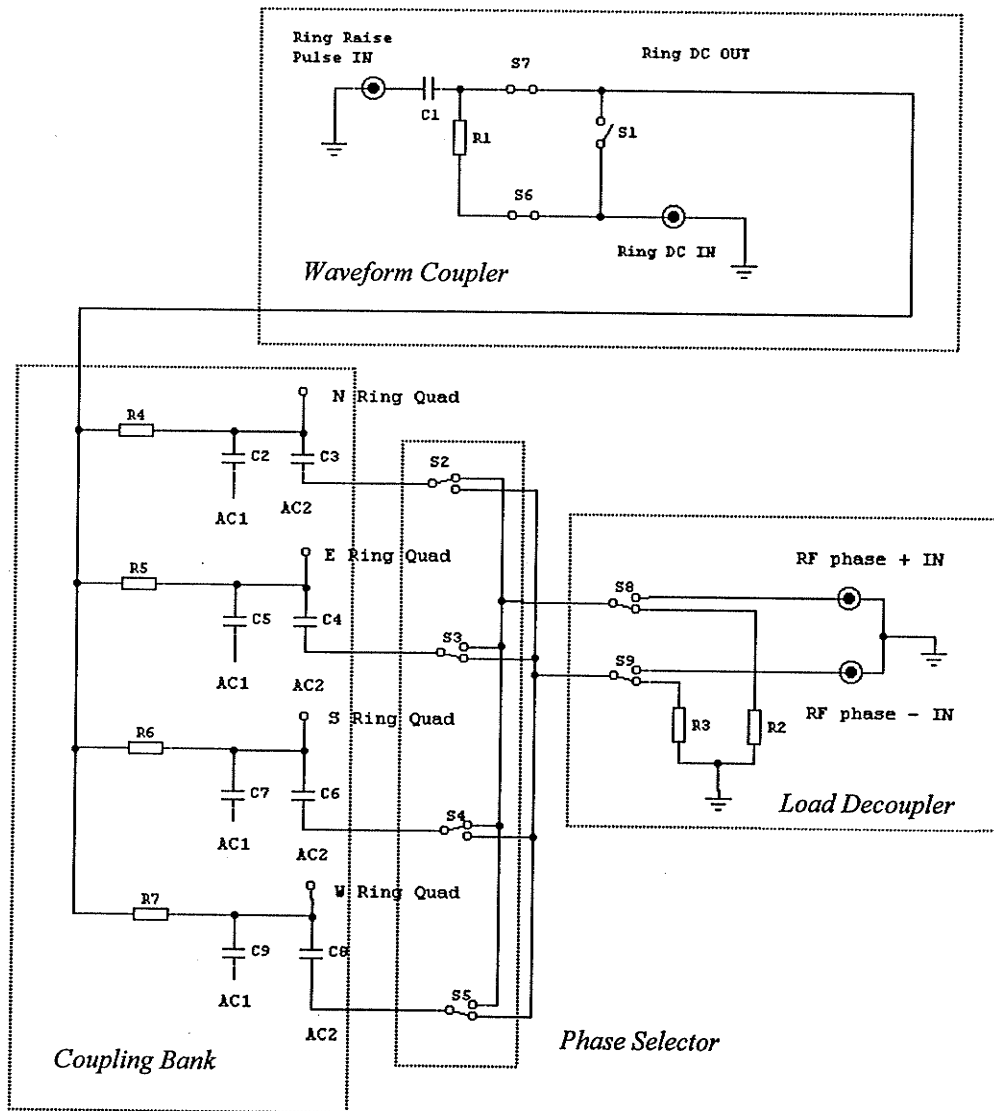 Ring Raise
Pulse IN
S7
Ring DC OUT
C1
R1
S1
S6
Ring DC IN
Waveform Coupler
N Ring Quad
R4
C2
C3
S2
AC1
AC2
E Ring Quad
RF phase + IN
R5
S8
C5
C4
S3
S9
AC1
AC2
S Ring Quad
R3
R2
RF phase - IN
R6
C7
C6
S4
Load Decoupler
AC1
AC2
W Ring Quad
R7
C9
C8
S5
AC1
AC2
Phase Selector
Coupling Bank